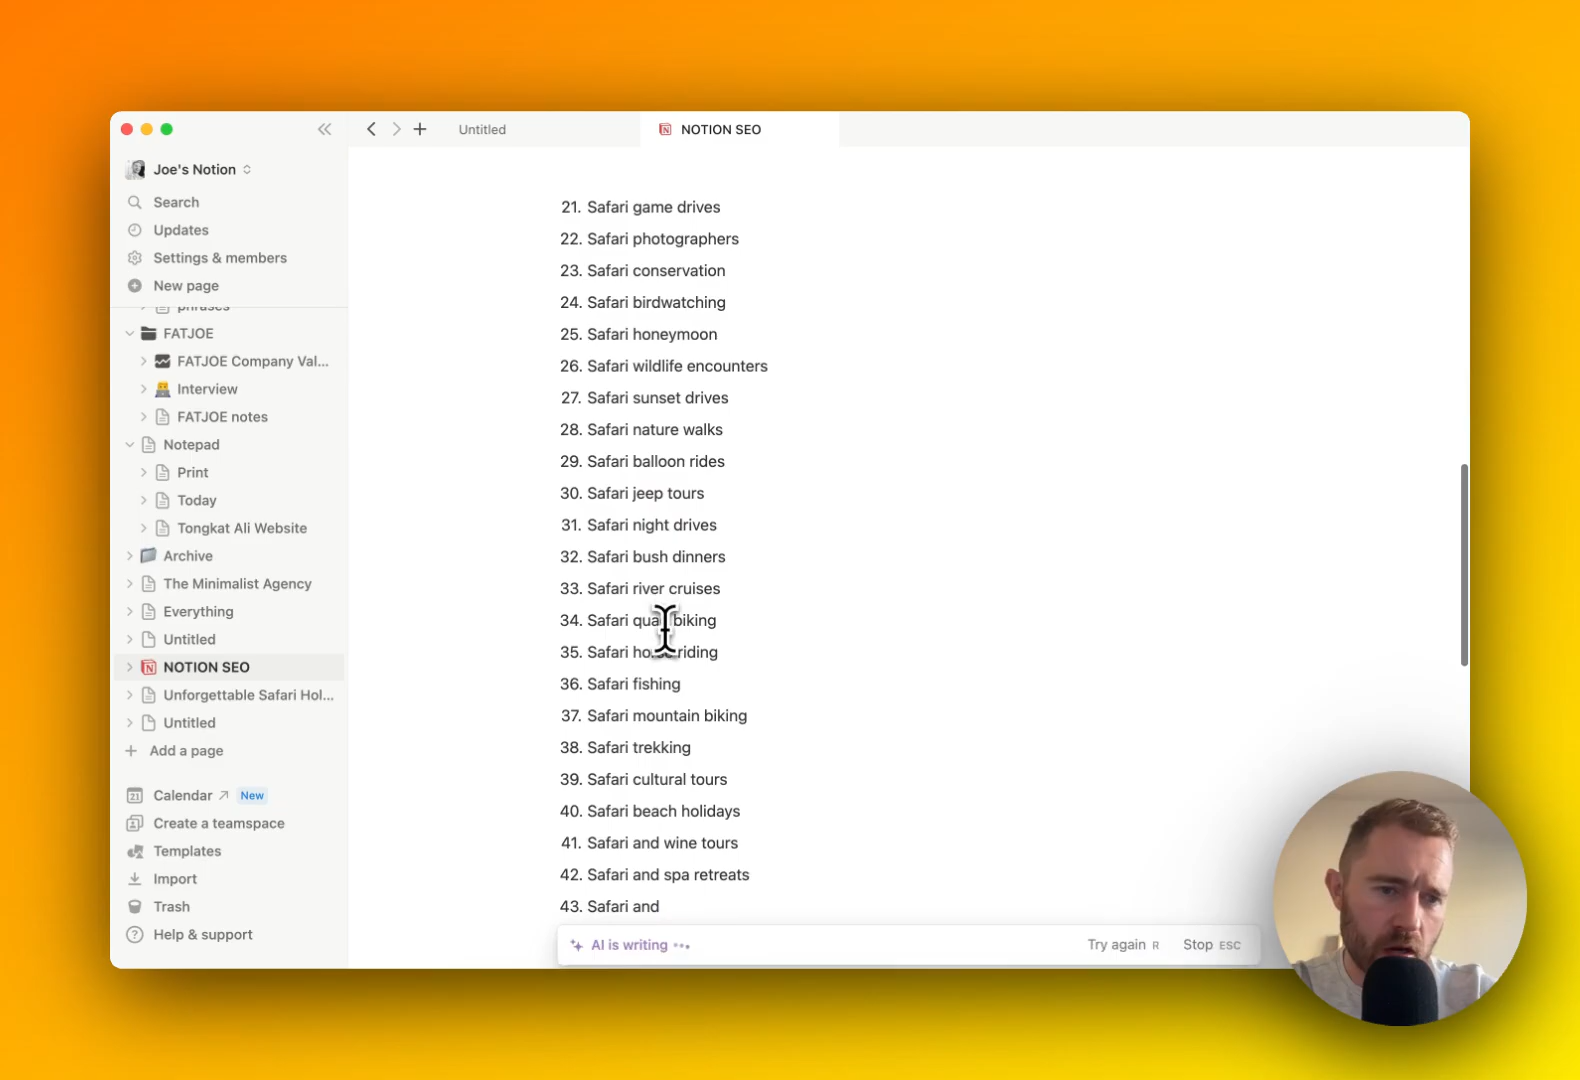 Untitled
NOTION SEO
Joe's Notion
Search
Updates
Settings & members
New page
phrases
FATJOE
FATJOE Company Val...
Interview
FATJOE notes
Notepad
Print
Today
Tongkat Ali Website
Archive
The Minimalist Agency
Everything
Untitled
NOTION SEO
Unforgettable Safari Hol...
Untitled
Add a page
Calendar ↗ New
Create a teamspace
Templates
Import
Trash
Help & support
21. Safari game drives
22. Safari photographers
23. Safari conservation
24. Safari birdwatching
25. Safari honeymoon
26. Safari wildlife encounters
27. Safari sunset drives
28. Safari nature walks
29. Safari balloon rides
30. Safari jeep tours
31. Safari night drives
32. Safari bush dinners
33. Safari river cruises
34. Safari quad biking
35. Safari horse riding
36. Safari fishing
37. Safari mountain biking
38. Safari trekking
39. Safari cultural tours
40. Safari beach holidays
41. Safari and wine tours
42. Safari and spa retreats
43. Safari and
AI is writing •••
Try again R Stop ESC